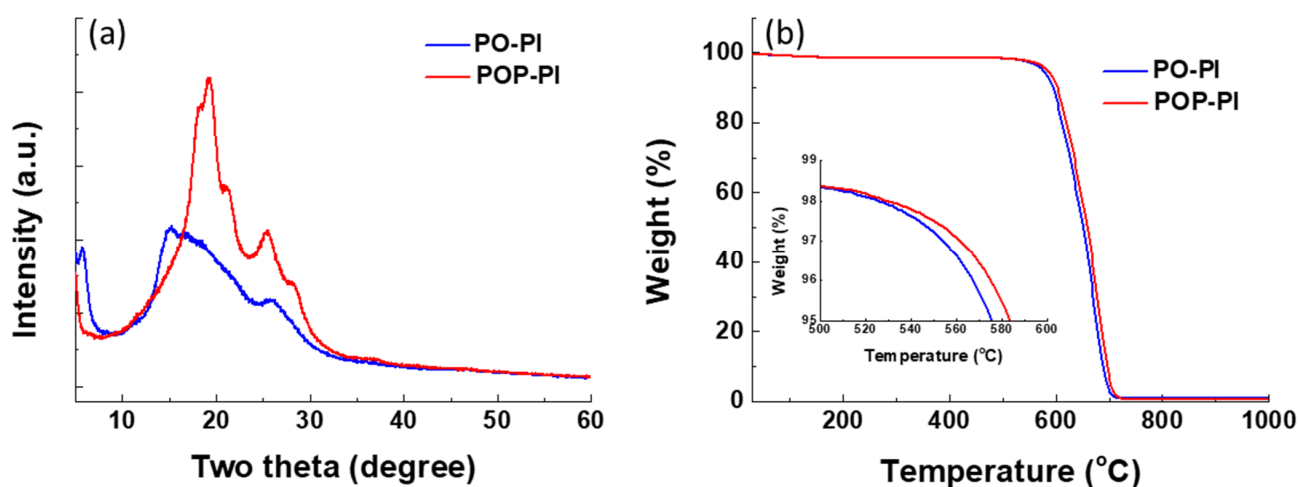 (a)
PO-PI
POP-PI
Intensity (a.u.)
10 20 30 40 50 60
Two theta (degree)
(b)
PO-PI
POP-PI
Weight (%)
100
80
60
40
20
0
200 400 600 800 1000
Temperature (°C)
Weight (%)
99
98
97
96
95
500 520 540 560 580 600
Temperature (°C)